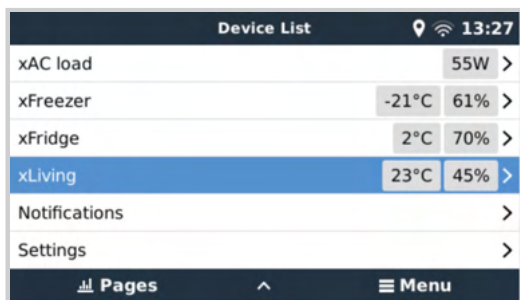 Device List 13:27
xAC load 55W
xFreezer -21°C 61%
xFridge 2°C 70%
xLiving 23°C 45%
Notifications
Settings
Pages Menu